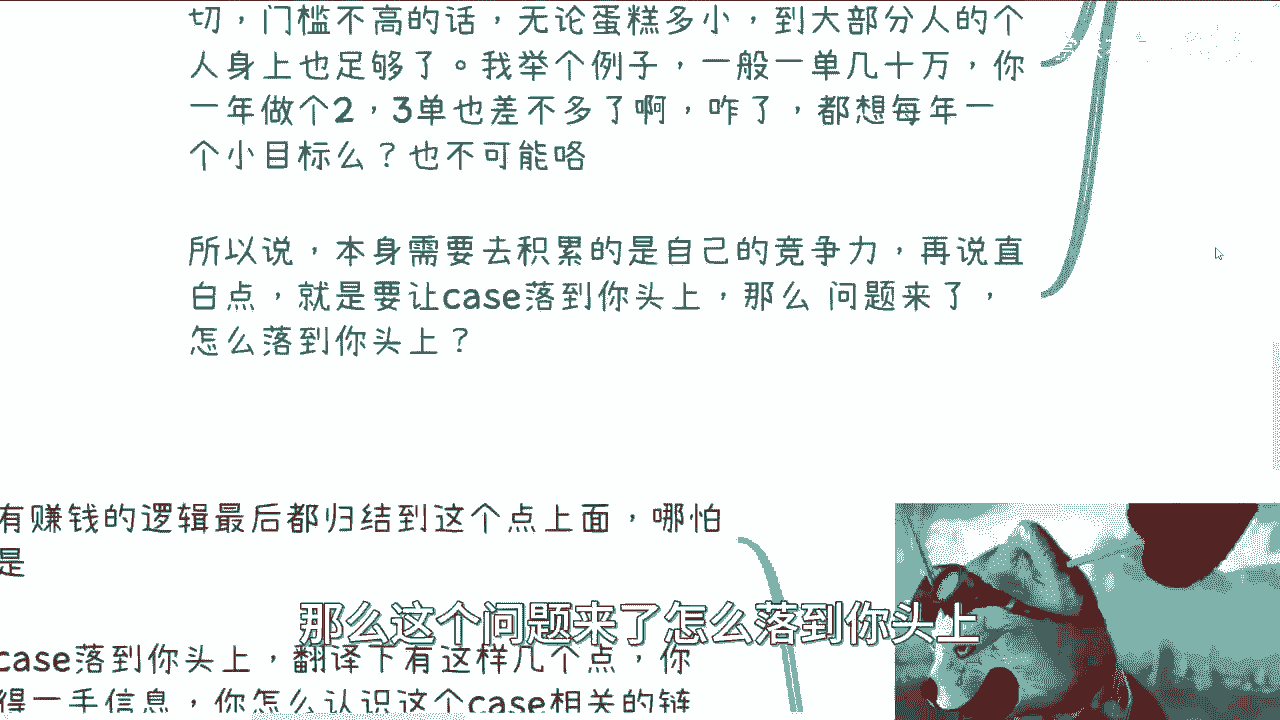 切，门槛不高的话，无论蛋糕多小，到大部分人的个
人身上也足够了。我举个例子，一般一单几十万，你
一年做个2，3单也差不多了啊，咋了，都想每年一
个小目标么？也不可能咯
所以说，本身需要去积累的是自己的竞争力，再说直
白点，就是要让case落到你头上，那么 问题来了，
怎么落到你头上？
有赚钱的逻辑最后都归结到这个点上面，哪怕
是
那么这个问题来了怎么落到你头上
case落到你头上，翻译下有这样几个点，你
得一手信息，你怎么认识这个case相关的链